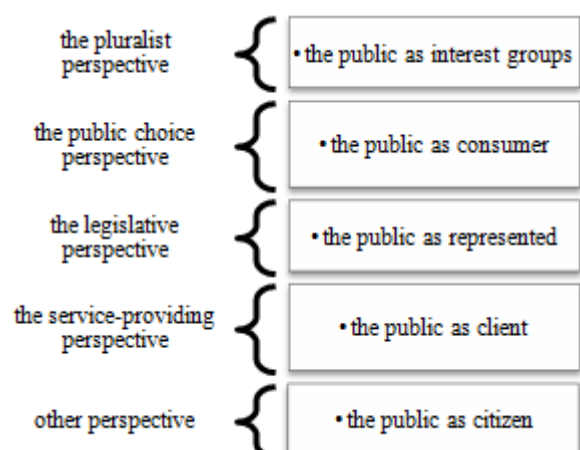 the pluralist
perspective
• the public as interest groups
the public choice
perspective
• the public as consumer
the legislative
perspective
• the public as represented
the service-providing
perspective
• the public as client
other perspective
• the public as citizen